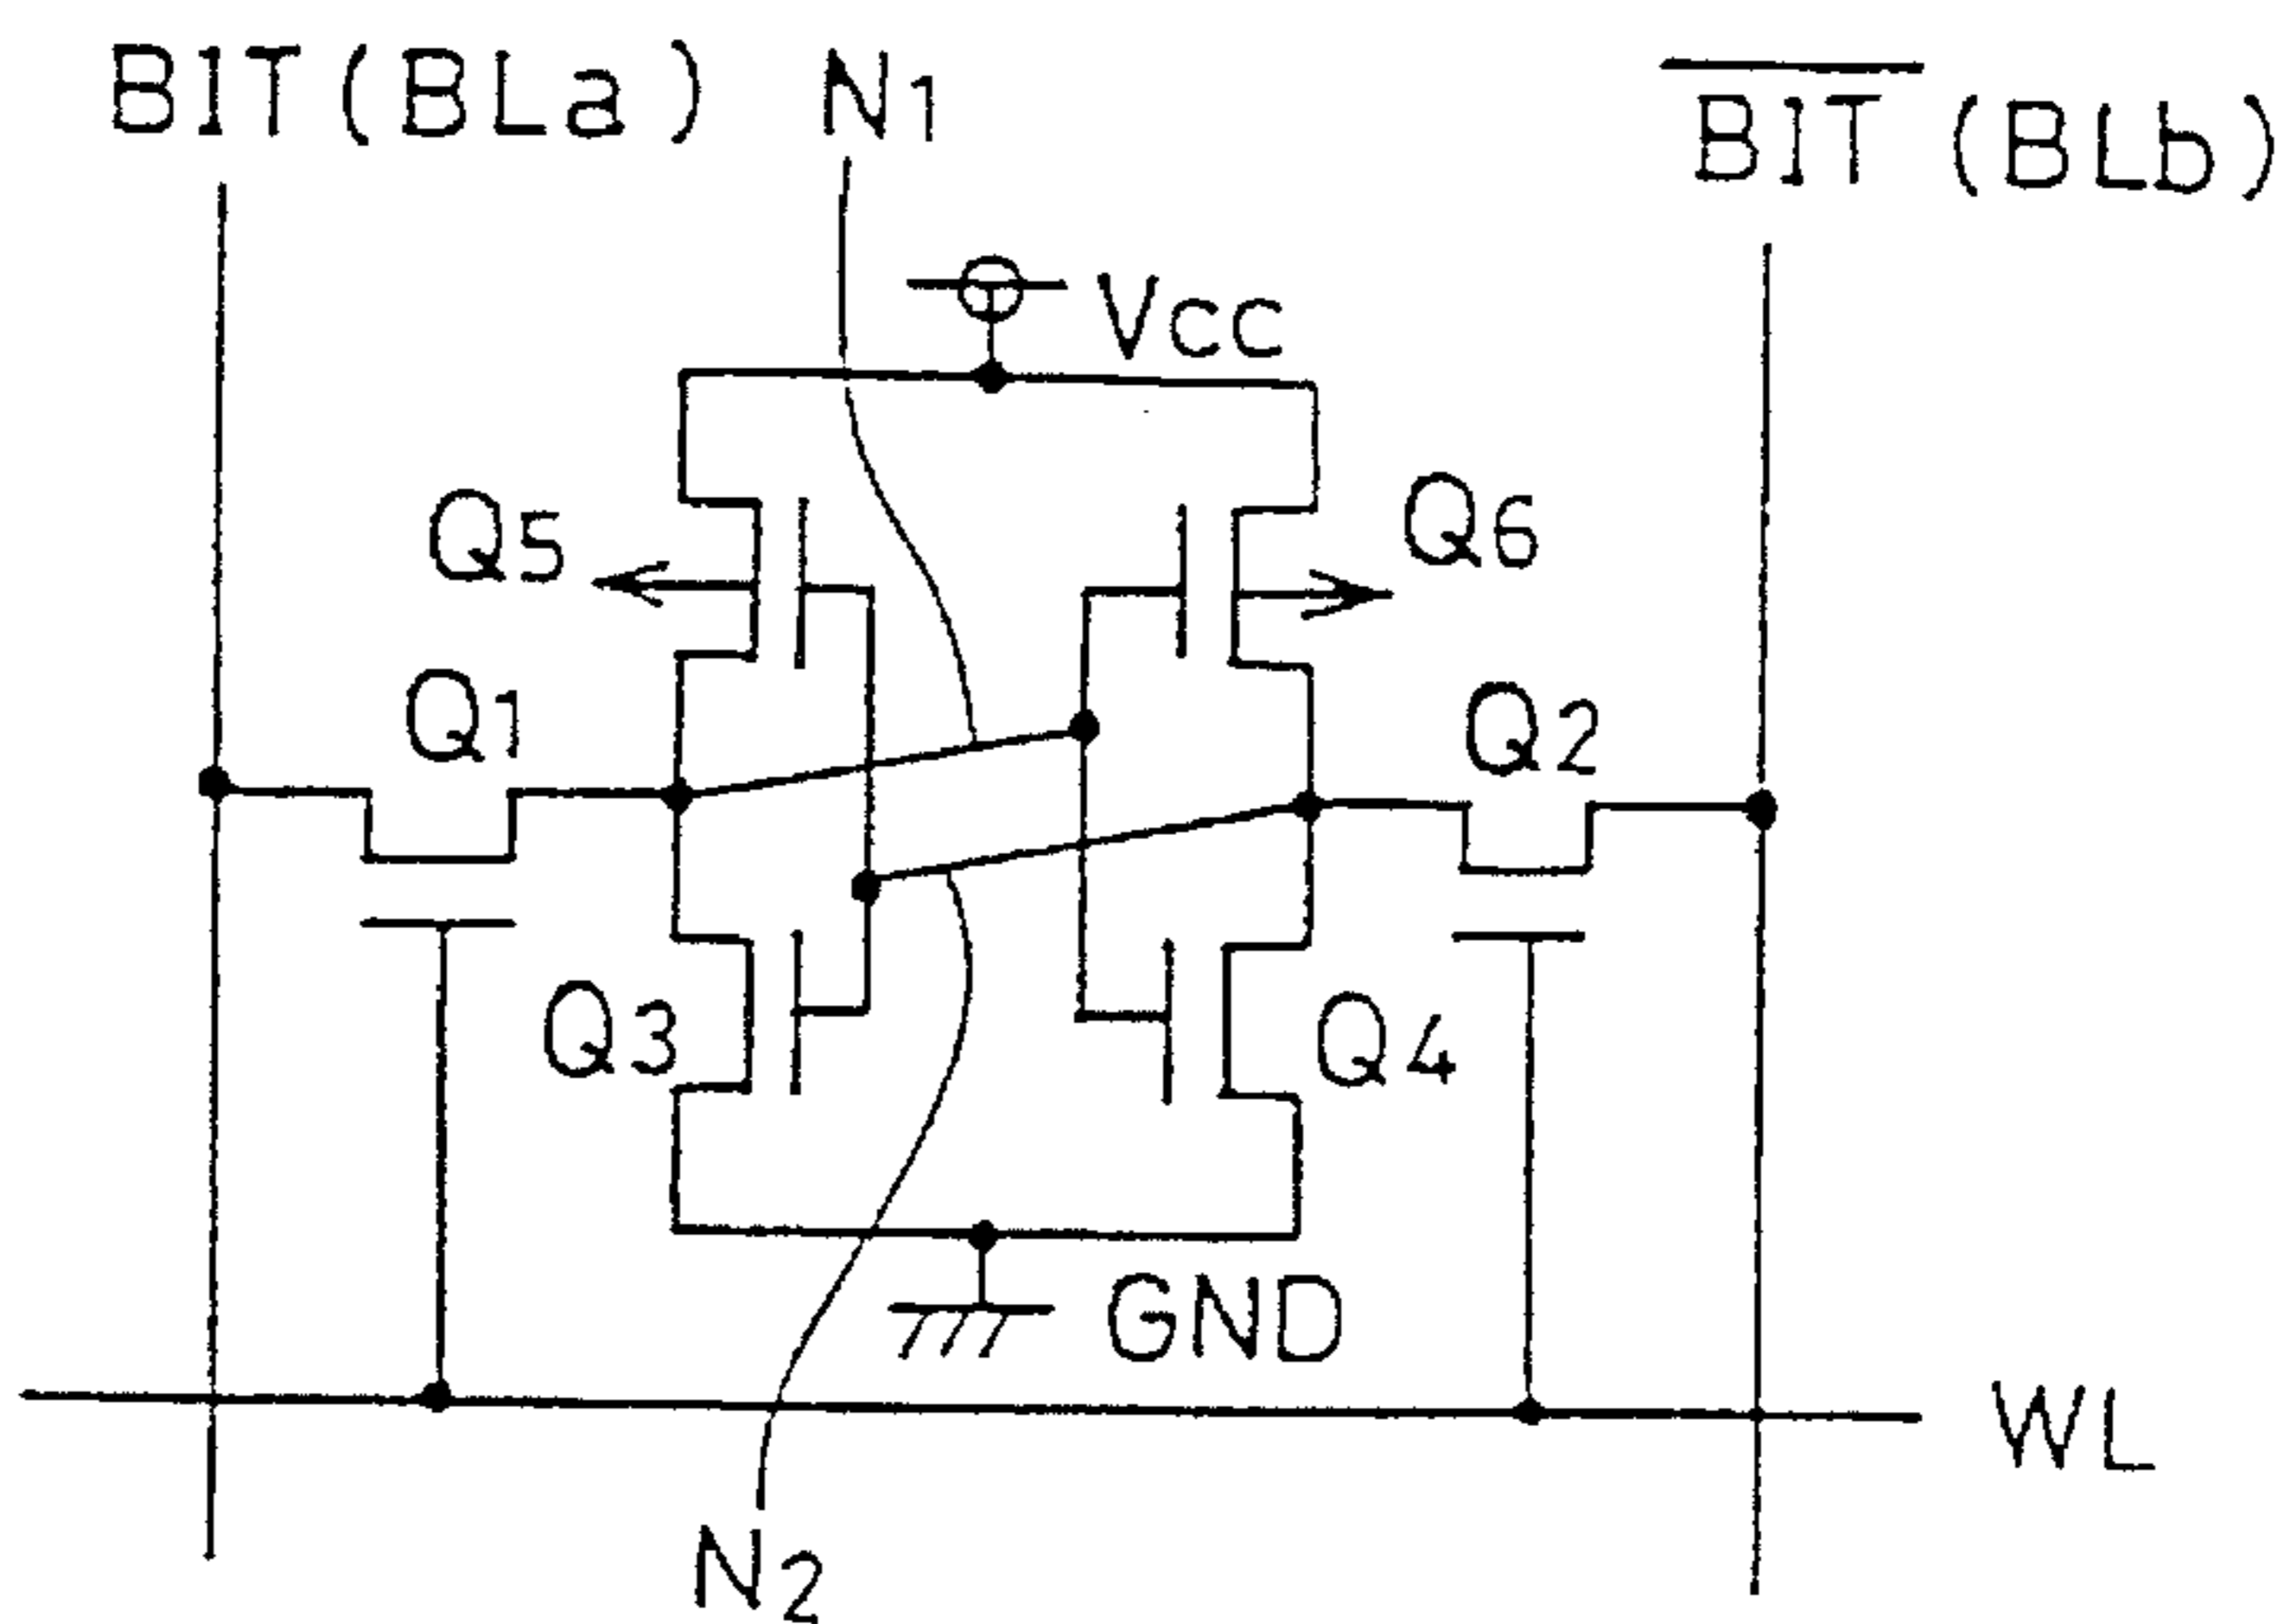 BIT(BLa)
N1
BIT(BLb)
Vcc
Q5
Q6
Q1
Q2
Q3
Q4
GND
WL
N2